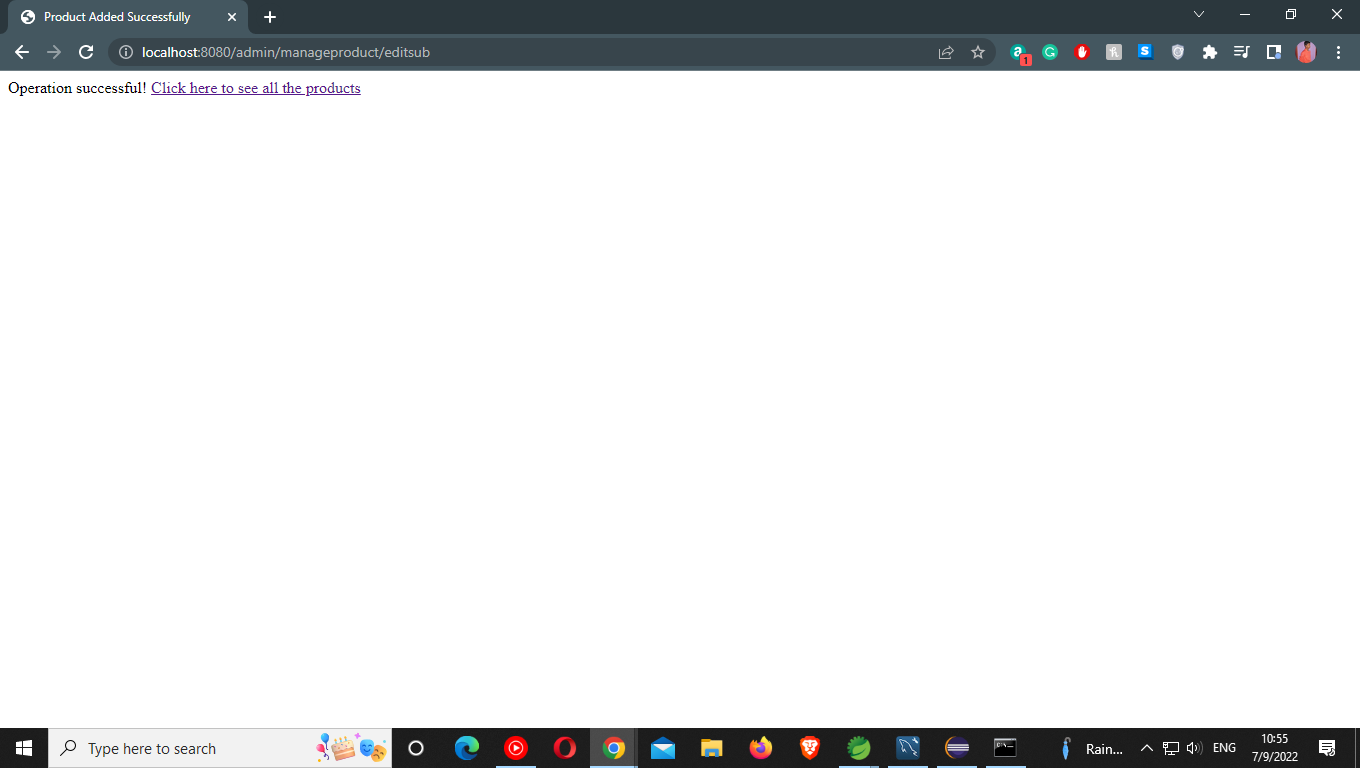 Product Added Successfully
localhost:8080/admin/manageproduct/editsub
1
Operation successful! Click here to see all the products
Type here to search
Rain...
ENG
10:55
7/9/2022